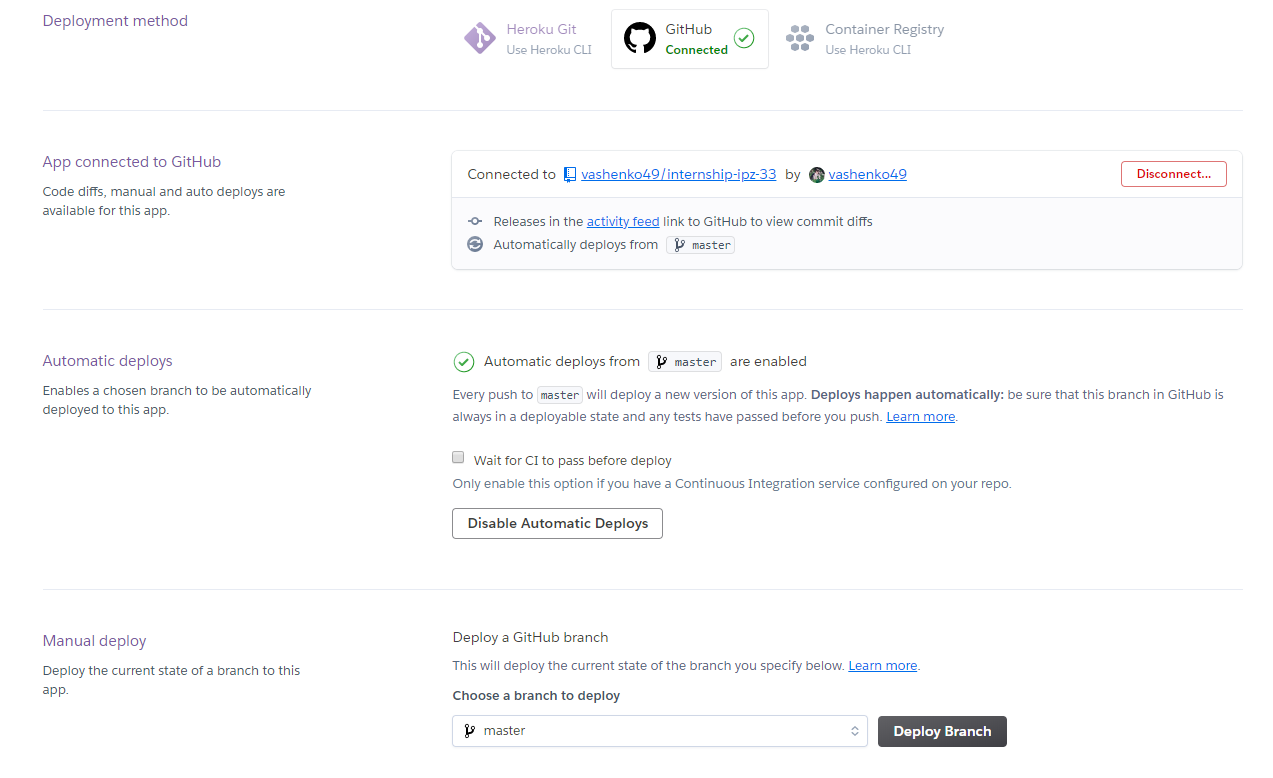 Deployment method
Heroku Git
Use Heroku CLI
GitHub
Connected
Container Registry
Use Heroku CLI
App connected to GitHub
Code diffs, manual and auto deploys are
available for this app.
Connected to vashenko49/internship-ipz-33 by vashenko49
Disconnect...
Releases in the activity feed link to GitHub to view commit diffs
Automatically deploys from master
Automatic deploys
Enables a chosen branch to be automatically
deployed to this app.
Automatic deploys from master are enabled
Every push to master will deploy a new version of this app. Deploys happen automatically: be sure that this branch in GitHub is
always in a deployable state and any tests have passed before you push. Learn more.
Wait for CI to pass before deploy
Only enable this option if you have a Continuous Integration service configured on your repo.
Disable Automatic Deploys
Manual deploy
Deploy the current state of a branch to this
app.
Deploy a GitHub branch
This will deploy the current state of the branch you specify below. Learn more.
Choose a branch to deploy
master
Deploy Branch